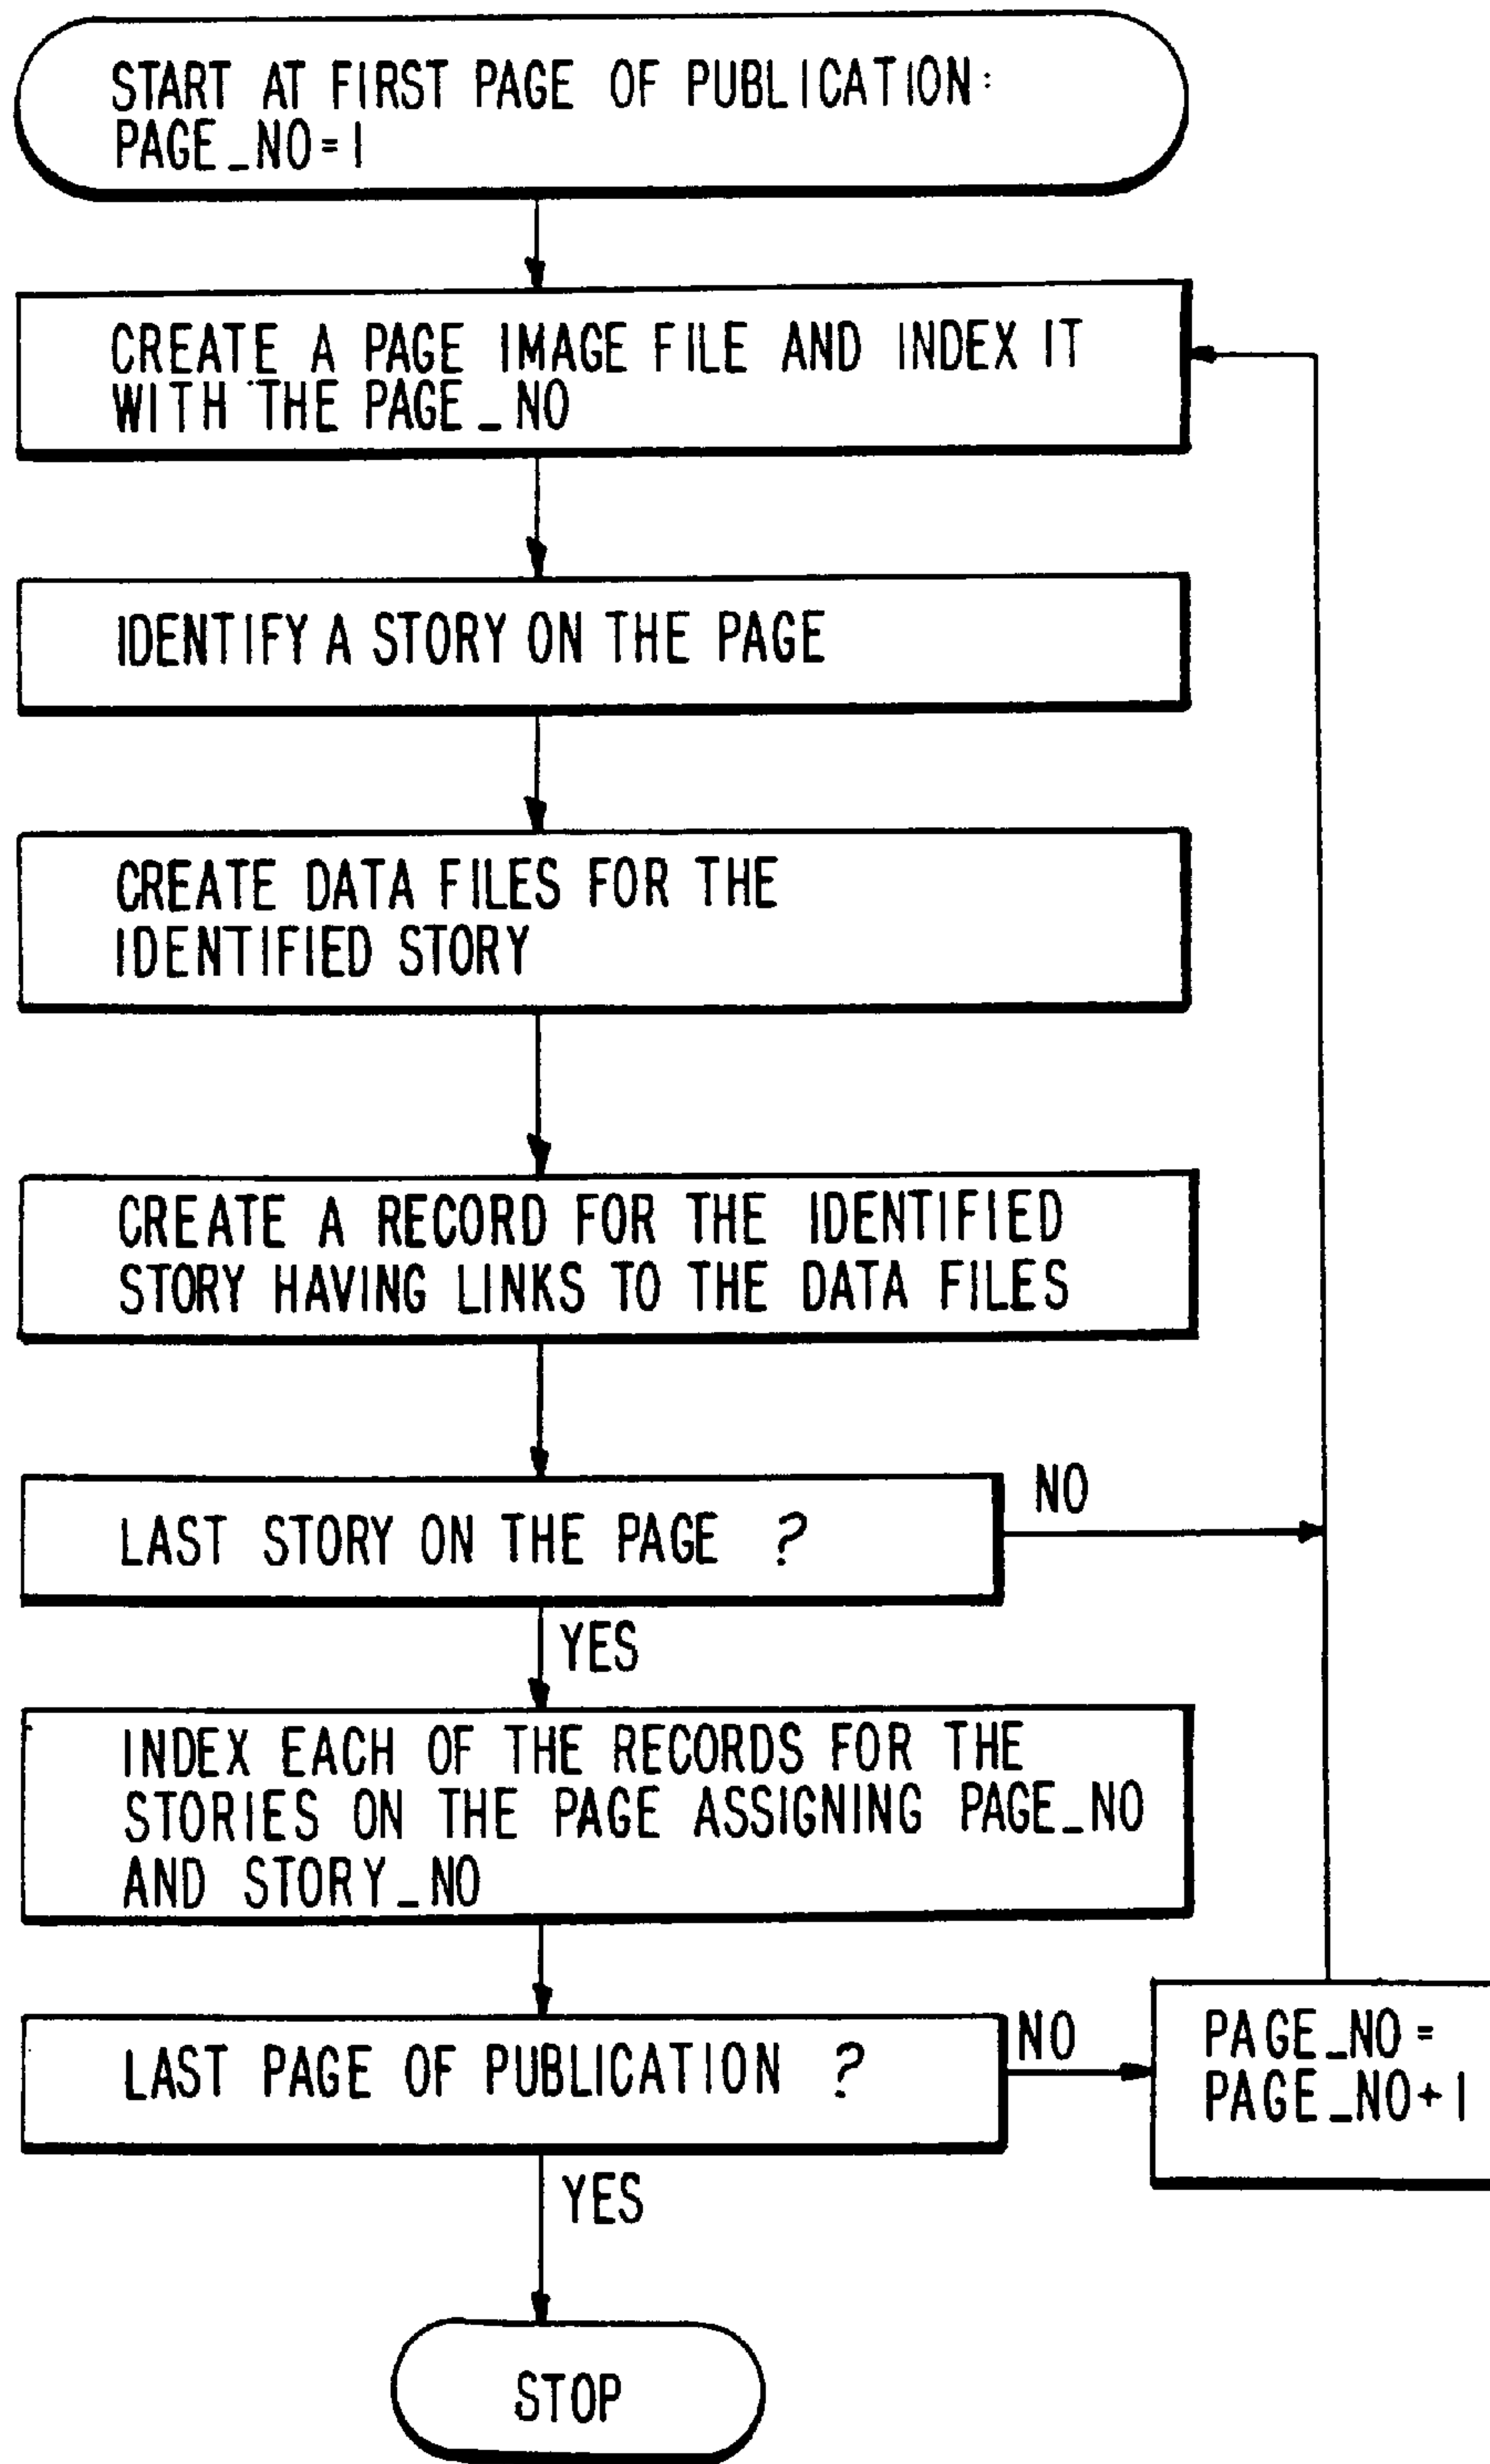 START AT FIRST PAGE OF PUBLICATION:
PAGE_NO=1
CREATE A PAGE IMAGE FILE AND INDEX IT
WITH THE PAGE_NO
IDENTIFY A STORY ON THE PAGE
CREATE DATA FILES FOR THE
IDENTIFIED STORY
CREATE A RECORD FOR THE IDENTIFIED
STORY HAVING LINKS TO THE DATA FILES
LAST STORY ON THE PAGE ?
NO
YES
INDEX EACH OF THE RECORDS FOR THE
STORIES ON THE PAGE ASSIGNING PAGE_NO
AND STORY_NO
LAST PAGE OF PUBLICATION ?
NO
PAGE_NO=
PAGE_NO+1
YES
STOP